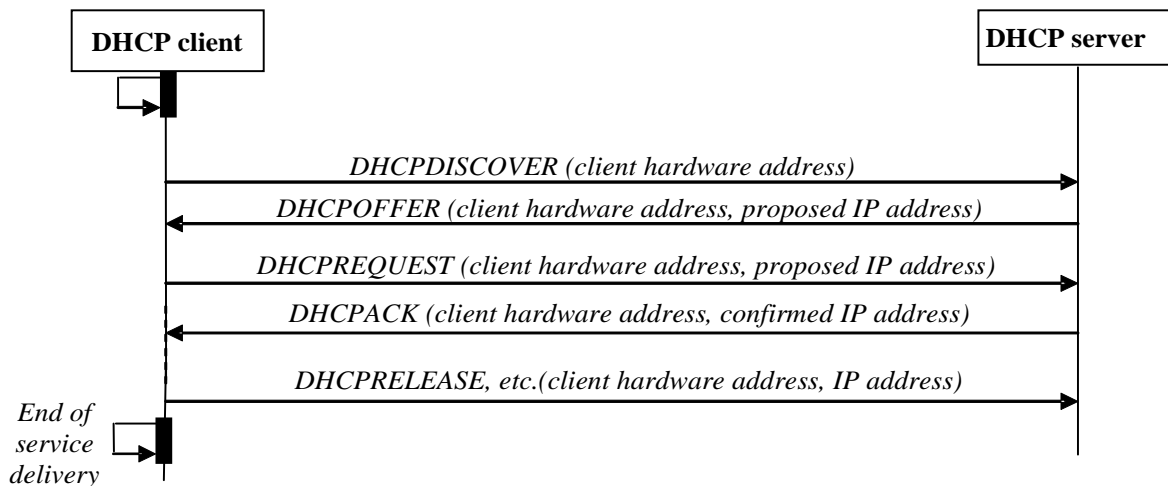 DHCP client
DHCP server
DHCPDISCOVER (client hardware address)
DHCPOFFER (client hardware address, proposed IP address)
DHCPREQUEST (client hardware address, proposed IP address)
DHCPACK (client hardware address, confirmed IP address)
DHCPRELEASE, etc.(client hardware address, IP address)
End of
service
delivery